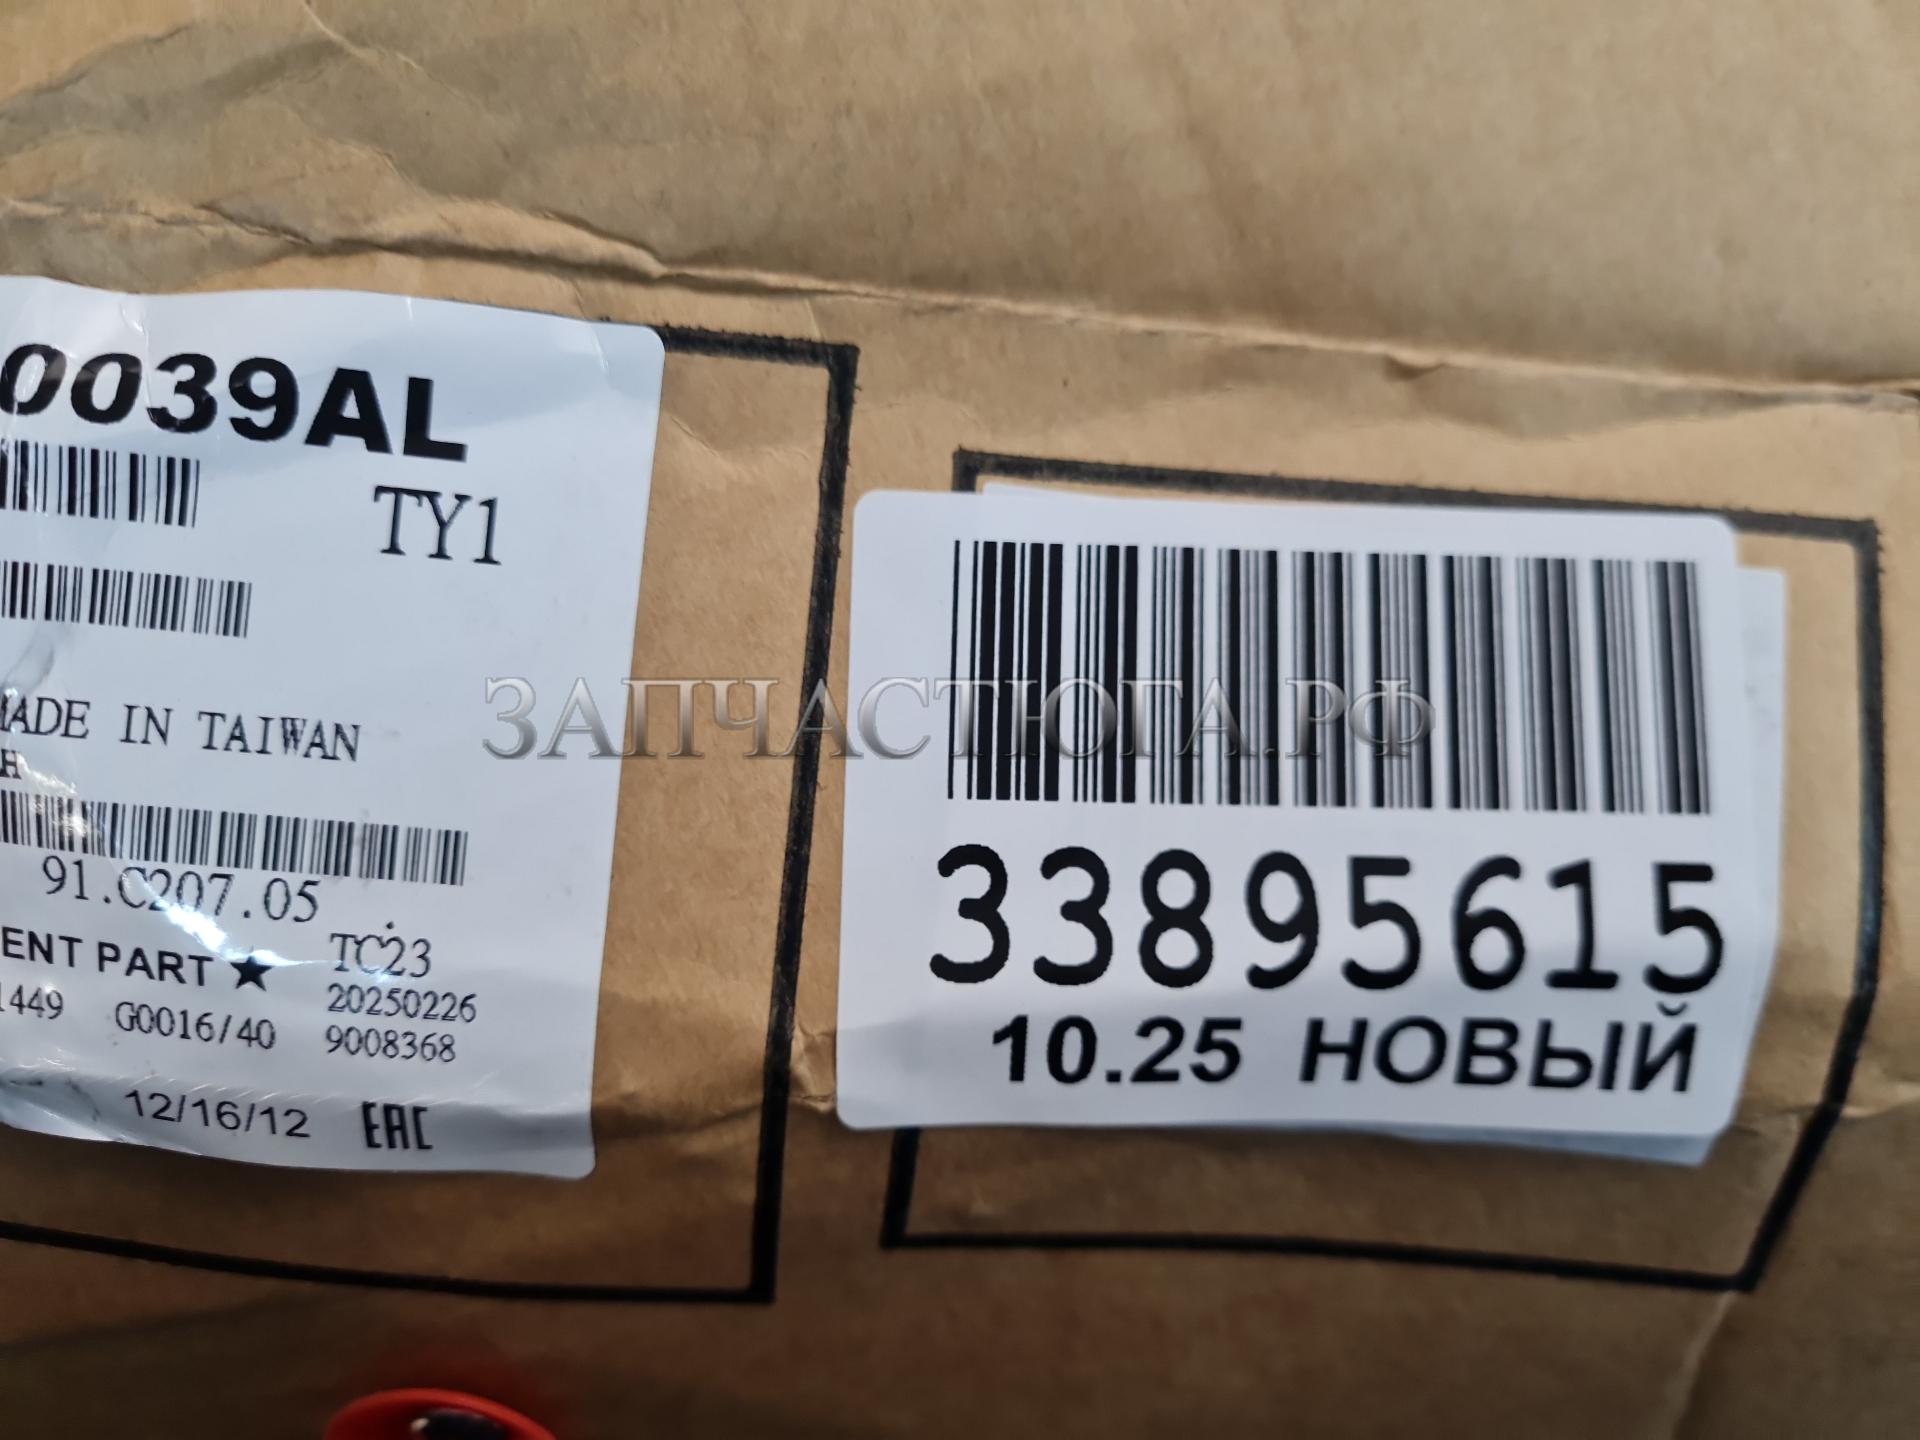 0039AL
TY1
MADE IN TAIWAN
H
91.C207.05
ENT PART ★ TC23
1449 G0016/40 20250226
9008368
12/16/12 EAC
33895615
10.25 НОВЫЙ
ЗАПЧАСТЮГА.РФ